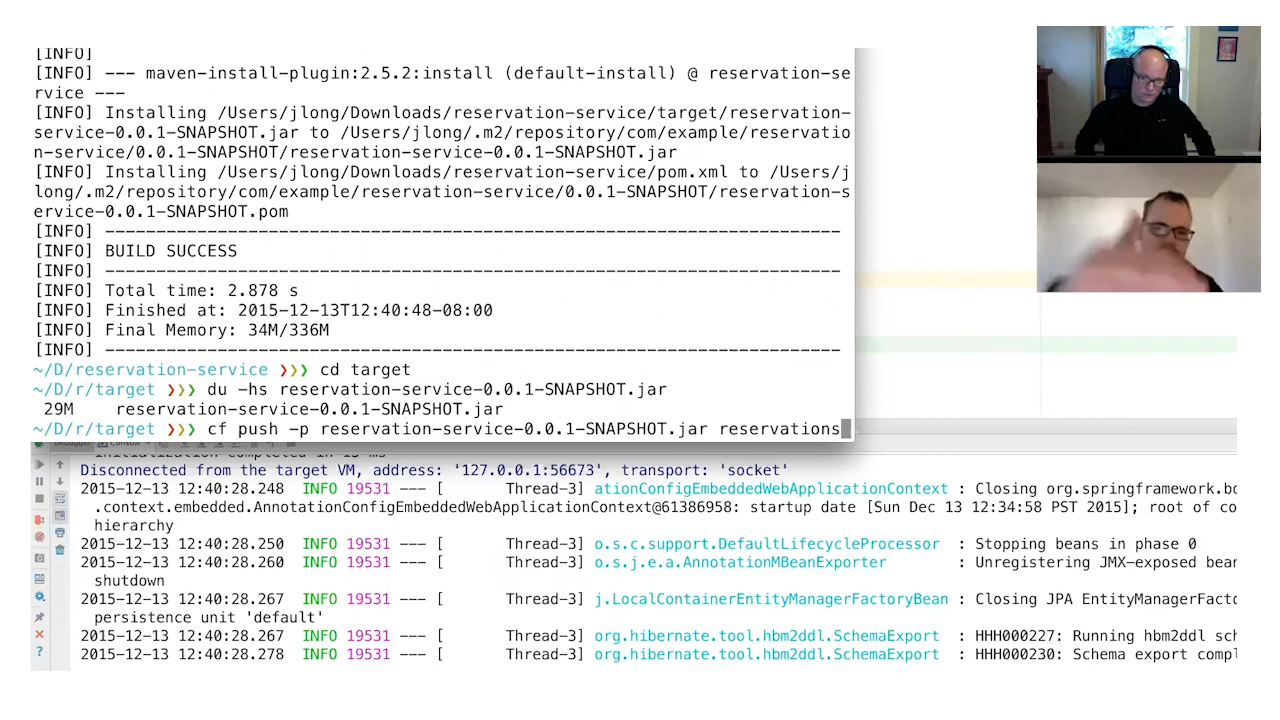 [INFO]
[INFO] --- maven-install-plugin:2.5.2:install (default-install) @ reservation-se
rvice ---
[INFO] Installing /Users/jlong/Downloads/reservation-service/target/reservation-
service-0.0.1-SNAPSHOT.jar to /Users/jlong/.m2/repository/com/example/reservatio
n-service/0.0.1-SNAPSHOT/reservation-service-0.0.1-SNAPSHOT.jar
[INFO] Installing /Users/jlong/Downloads/reservation-service/pom.xml to /Users/j
long/.m2/repository/com/example/reservation-service/0.0.1-SNAPSHOT/reservation-s
ervice-0.0.1-SNAPSHOT.pom
[INFO] ------------------------------------------------------------------------
[INFO] BUILD SUCCESS
[INFO] ------------------------------------------------------------------------
[INFO] Total time: 2.878 s
[INFO] Finished at: 2015-12-13T12:40:48-08:00
[INFO] Final Memory: 34M/336M
[INFO] ------------------------------------------------------------------------
~/D/reservation-service ❯❯❯ cd target
~/D/r/target ❯❯❯ du -hs reservation-service-0.0.1-SNAPSHOT.jar
29M reservation-service-0.0.1-SNAPSHOT.jar
~/D/r/target ❯❯❯ cf push -p reservation-service-0.0.1-SNAPSHOT.jar reservations
Disconnected from the target VM, address: '127.0.0.1:56673', transport: 'socket'
2015-12-13 12:40:28.248 INFO 19531 --- [ Thread-3] ationConfigEmbeddedWebApplicationContext : Closing org.springframework.bo
.context.embedded.AnnotationConfigEmbeddedWebApplicationContext@61386958: startup date [Sun Dec 13 12:34:58 PST 2015]; root of co
hierarchy
2015-12-13 12:40:28.250 INFO 19531 --- [ Thread-3] o.s.c.support.DefaultLifecycleProcessor : Stopping beans in phase 0
2015-12-13 12:40:28.260 INFO 19531 --- [ Thread-3] o.s.j.e.a.AnnotationMBeanExporter : Unregistering JMX-exposed bean
shutdown
2015-12-13 12:40:28.267 INFO 19531 --- [ Thread-3] j.LocalContainerEntityManagerFactoryBean : Closing JPA EntityManagerFacto
persistence unit 'default'
2015-12-13 12:40:28.267 INFO 19531 --- [ Thread-3] org.hibernate.tool.hbm2ddl.SchemaExport : HHH000227: Running hbm2ddl sch
2015-12-13 12:40:28.278 INFO 19531 --- [ Thread-3] org.hibernate.tool.hbm2ddl.SchemaExport : HHH000230: Schema export compl